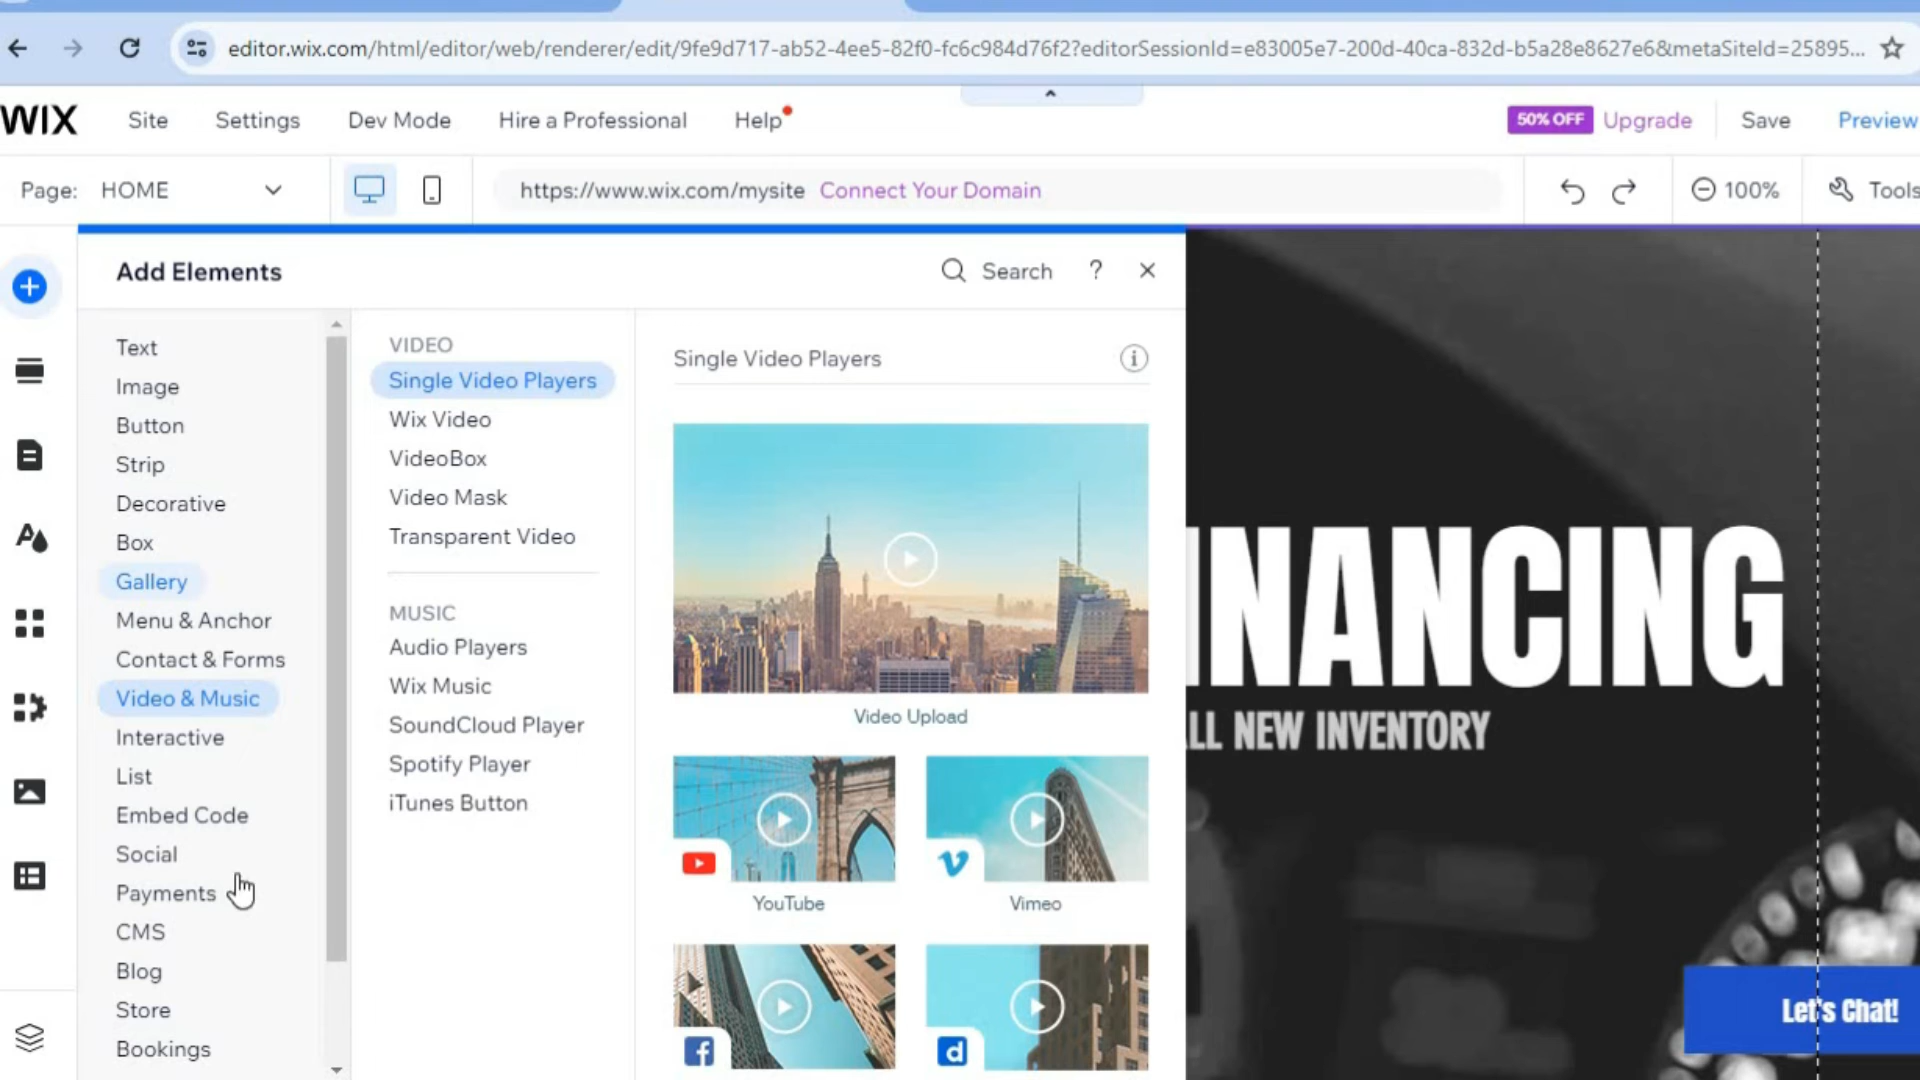 editor.wix.com/html/editor/web/renderer/edit/9fe9d717-ab52-4ee5-82f0-fc6c984d76f2?editorSessionId=e83005e7-200d-40ca-832d-b5a28e8627e6&metaSiteId=25895...
WIX Site Settings Dev Mode Hire a Professional Help 50% OFF Upgrade Save Preview
Page: HOME https://www.wix.com/mysite Connect Your Domain 100% Tools
Add Elements Search ?
Text
Image
Button
Strip
Decorative
Box
Gallery
Menu & Anchor
Contact & Forms
Video & Music
Interactive
List
Embed Code
Social
Payments
CMS
Blog
Store
Bookings
VIDEO
Single Video Players
Wix Video
VideoBox
Video Mask
Transparent Video
MUSIC
Audio Players
Wix Music
SoundCloud Player
Spotify Player
iTunes Button
Single Video Players
Video Upload
YouTube
Vimeo
INANCING
LL NEW INVENTORY
Let's Chat!